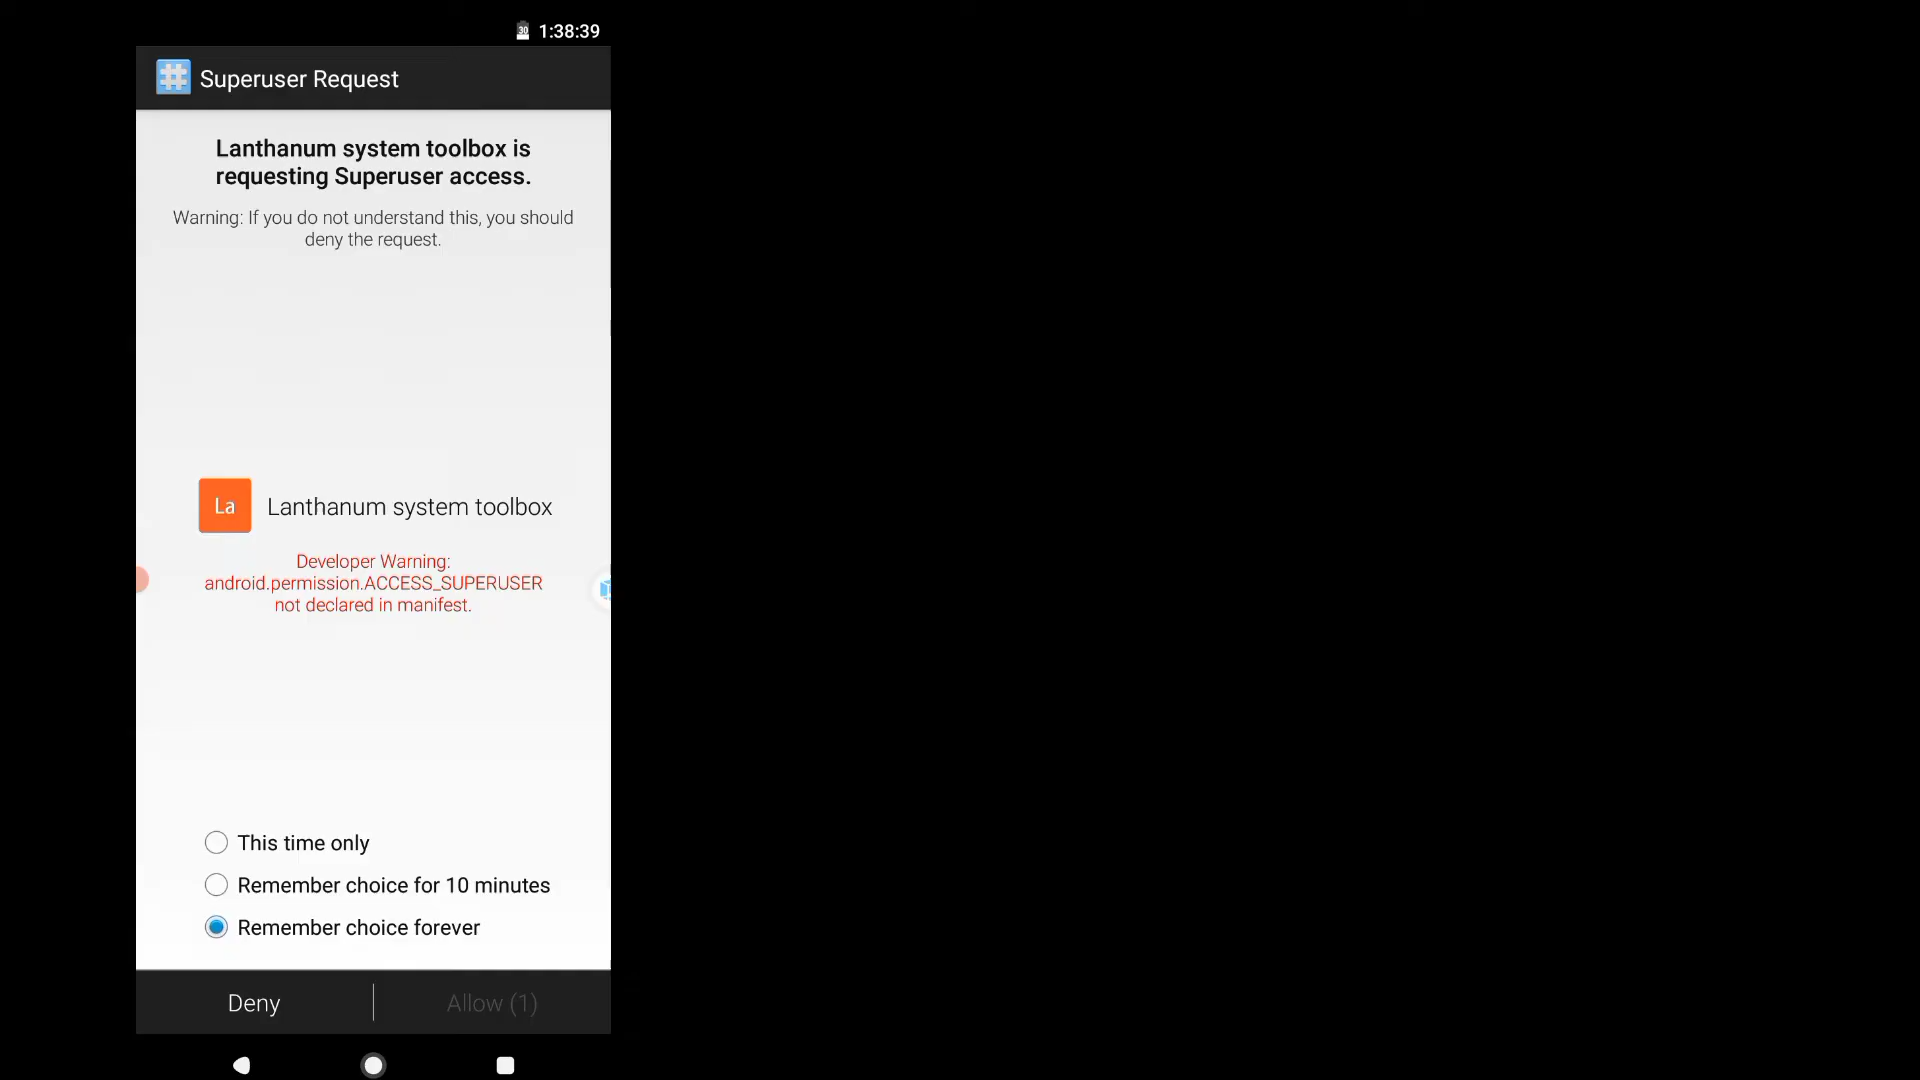 30 1:38:39
Superuser Request
Lanthanum system toolbox is
requesting Superuser access.
Warning: If you do not understand this, you should
deny the request.
La
Lanthanum system toolbox
Developer Warning:
android.permission.ACCESS_SUPERUSER
not declared in manifest.
This time only
Remember choice for 10 minutes
Remember choice forever
Deny
Allow (1)